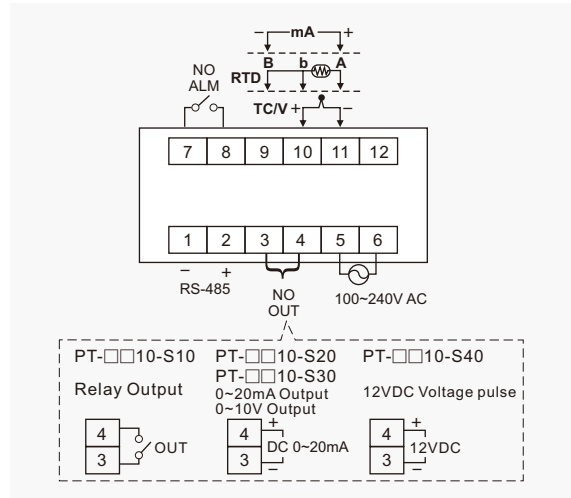 − mA +
B b A
NO
RTD
ALM
TC/V + −
7 8 9 10 11 12
1 2 3 4 5 6
− +
RS-485
NO
OUT
100~240V AC
PT-□□10-S10 PT-□□10-S20 PT-□□10-S40
PT-□□10-S30
Relay Output 0~20mA Output 12VDC Voltage pulse
0~10V Output
4 + 4 + 4
OUT DC 0~20mA 12VDC
3 − 3 − 3